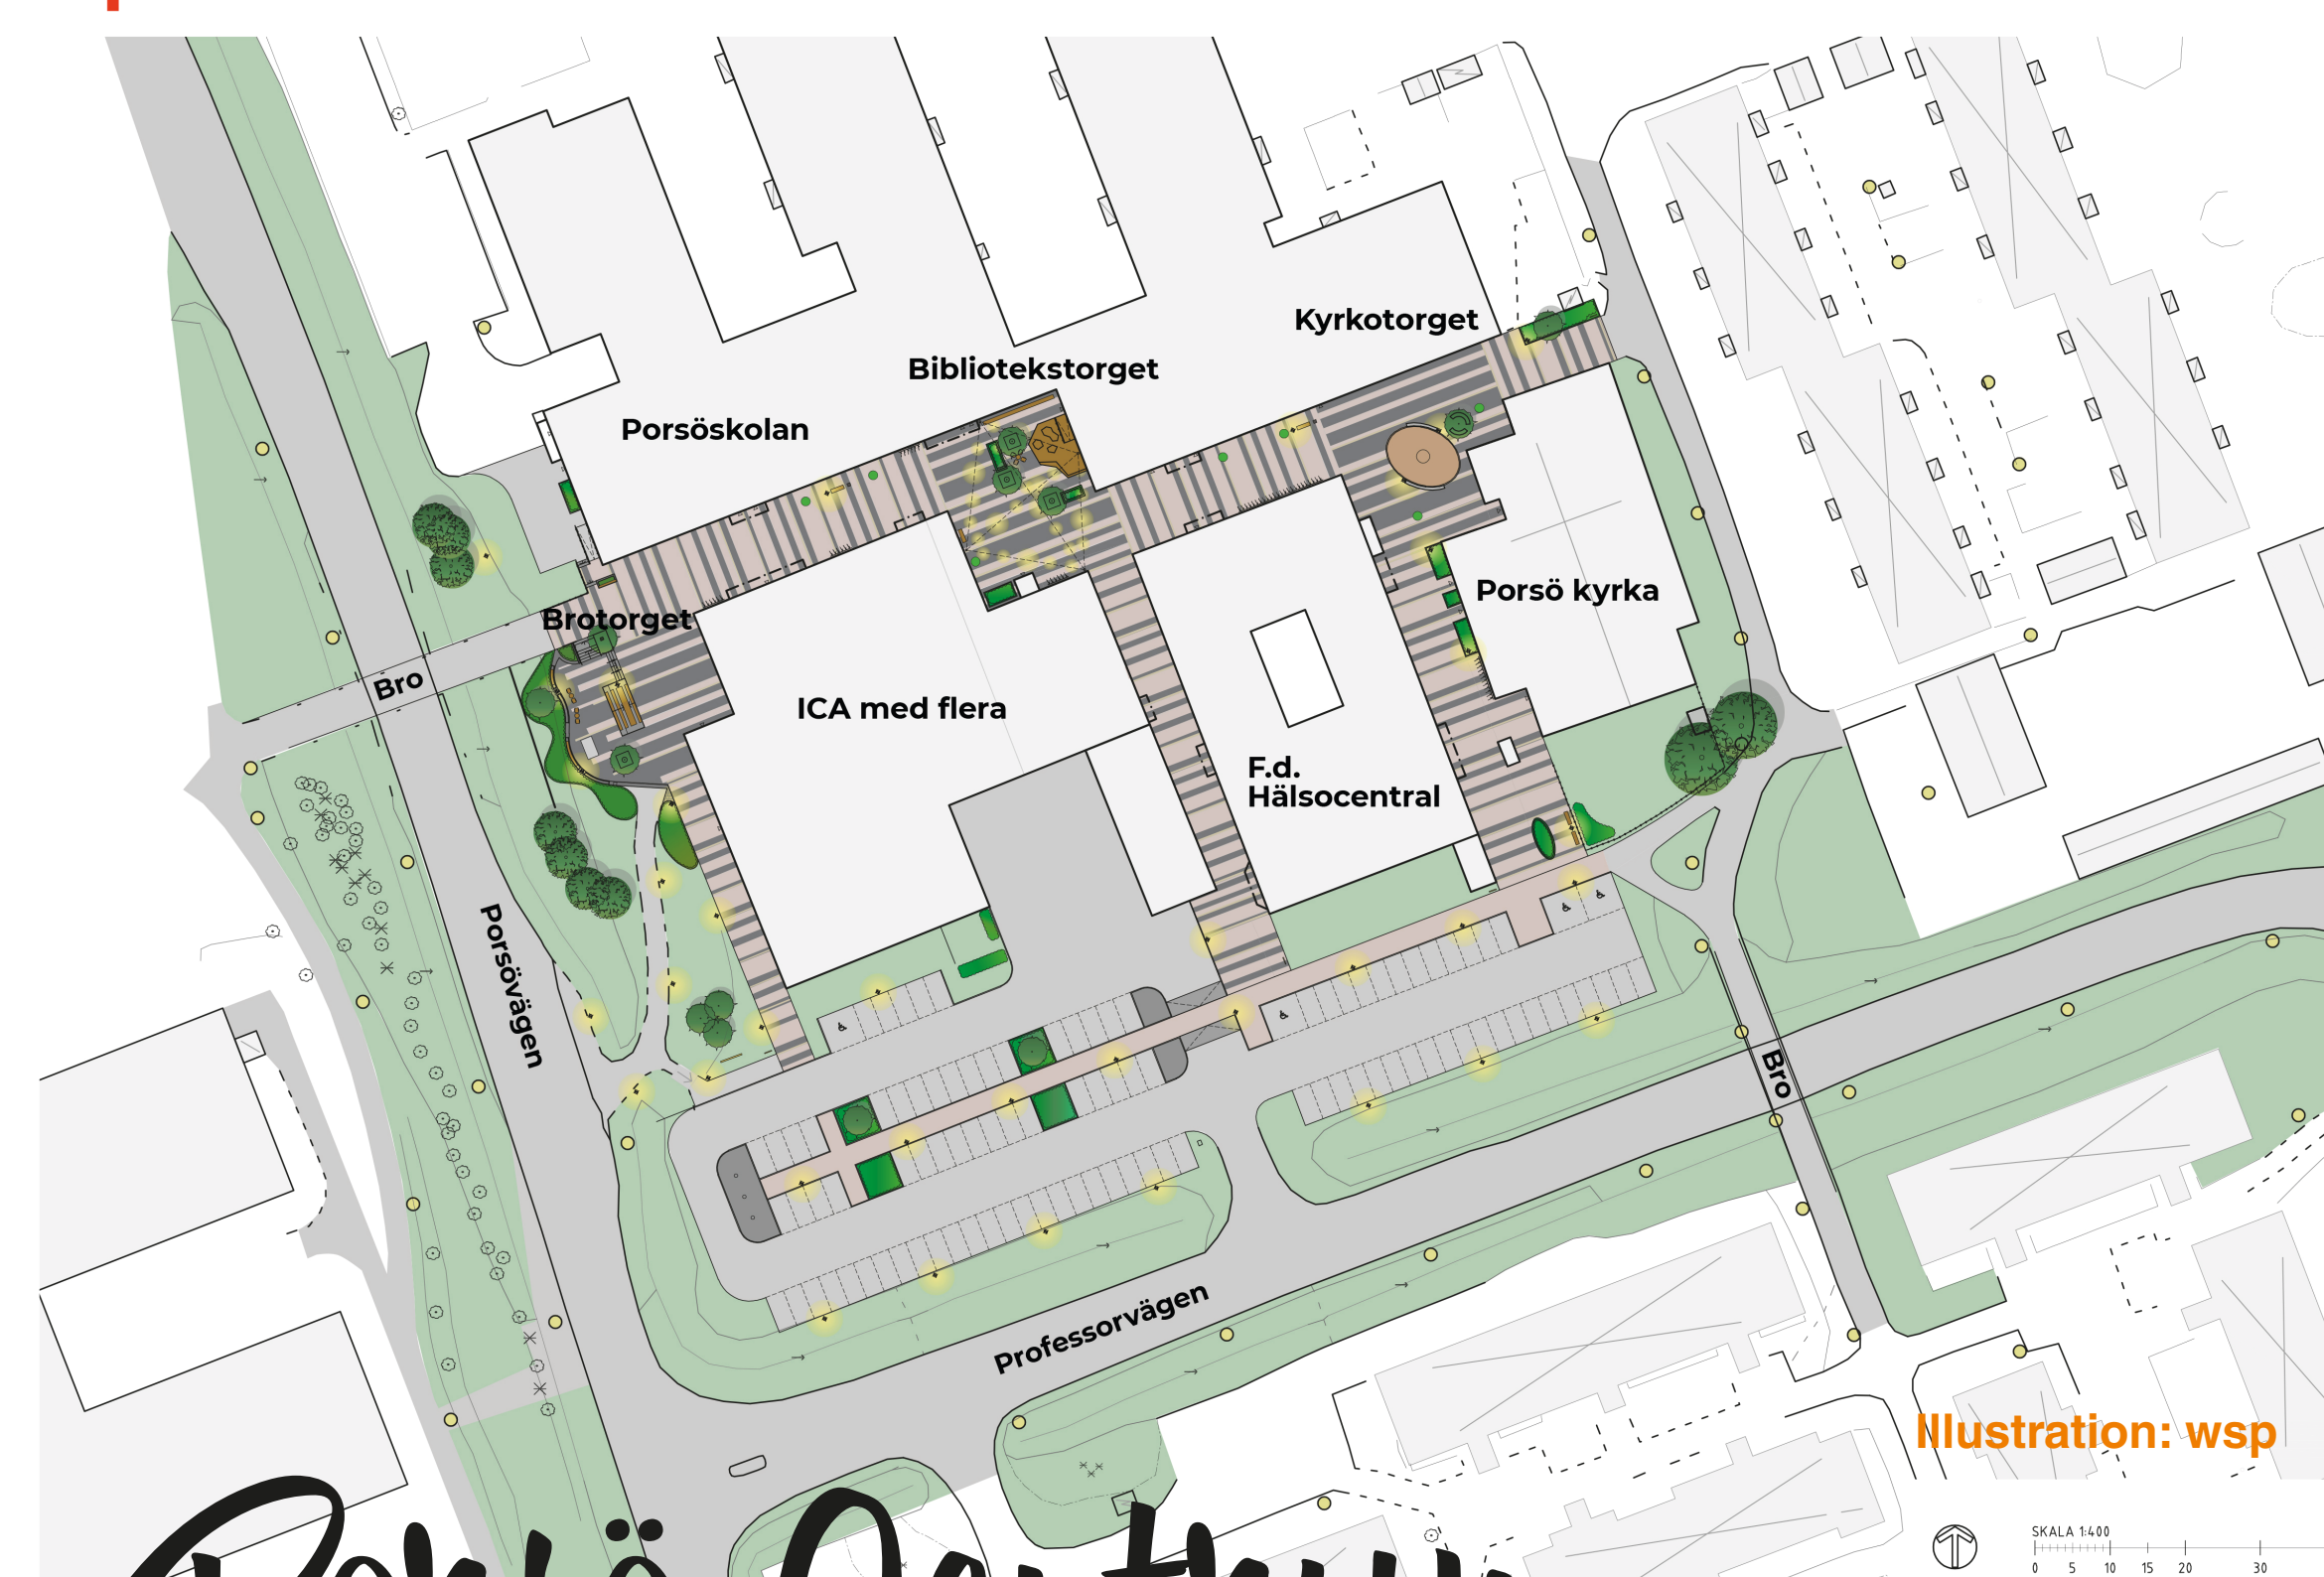 Kyrkotorget
Bibliotekstorget
Porsöskolan
Brotorget
Porsö kyrka
Bro
ICA med flera
F.d.
Hälsocentral
Porsövägen
Bro
Professorvägen
Illustration: wsp
SKALA 1:400
0 5 10 15 20 30